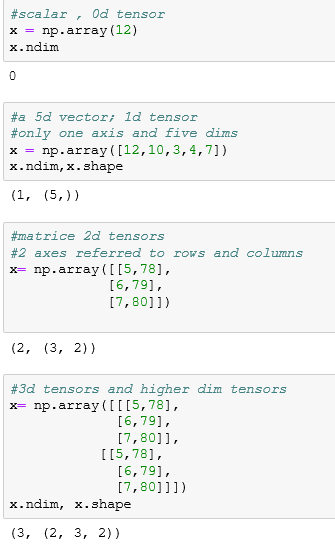 #scalar , 0d tensor
x = np.array(12)
x.ndim
0
#a 5d vector; 1d tensor
#only one axis and five dims
x = np.array([12,10,3,4,7])
x.ndim,x.shape
(1, (5,))
#matrice 2d tensors
#2 axes referred to rows and columns
x= np.array([[5,78],
[6,79],
[7,80]])
(2, (3, 2))
#3d tensors and higher dim tensors
x= np.array([[[5,78],
[6,79],
[7,80]],
[[5,78],
[6,79],
[7,80]]])
x.ndim, x.shape
(3, (2, 3, 2))